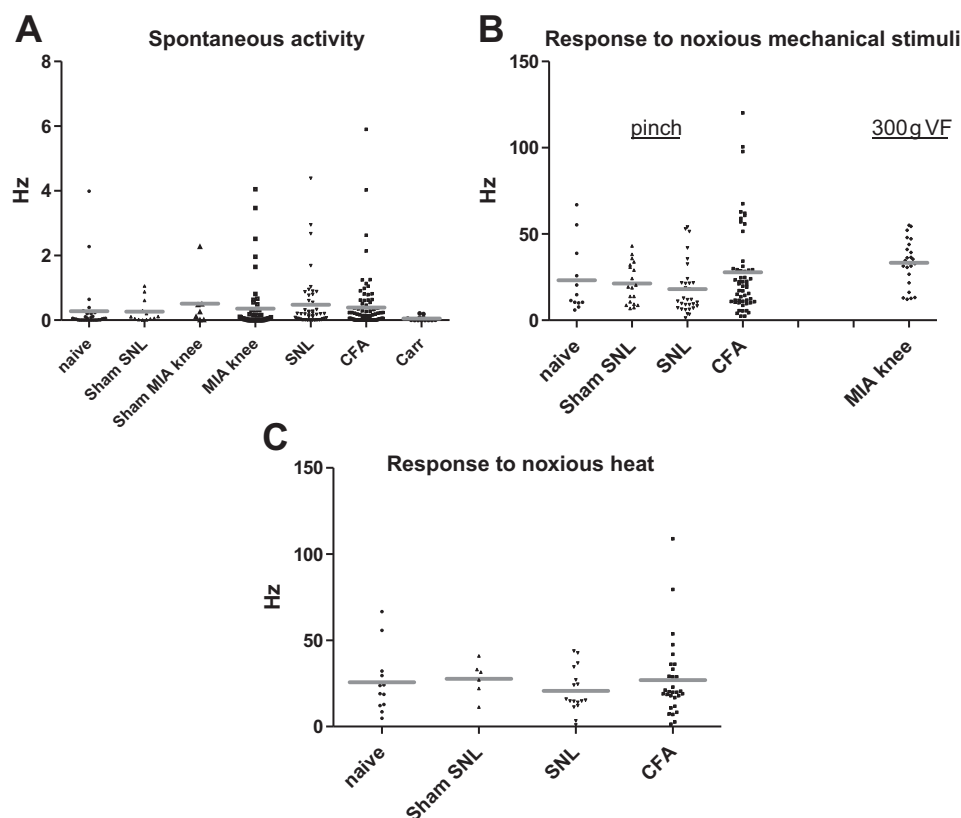 A
Spontaneous activity
8
6
4
2
0
Hz
naive
Sham SNL
Sham MIA knee
MIA knee
SNL
CFA
Carr
B
Response to noxious mechanical stimuli
150
100
50
0
Hz
pinch
300g VF
naive
Sham SNL
SNL
CFA
MIA knee
C
Response to noxious heat
150
100
50
0
Hz
naive
Sham SNL
SNL
CFA